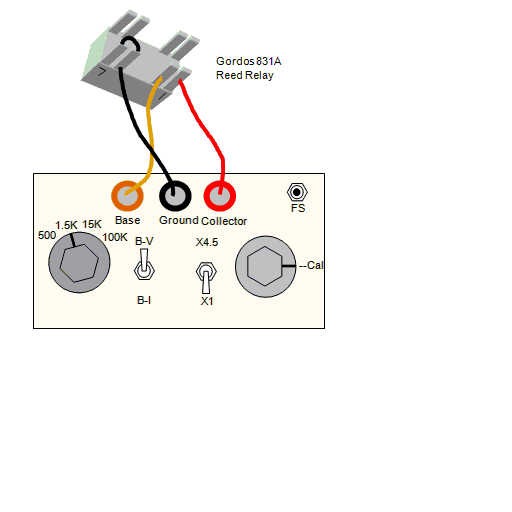 Gordos 831A
Reed Relay
Base
Ground
Collector
FS
500
1.5K
15K
100K
B-V
B-I
X4.5
X1
--Cal